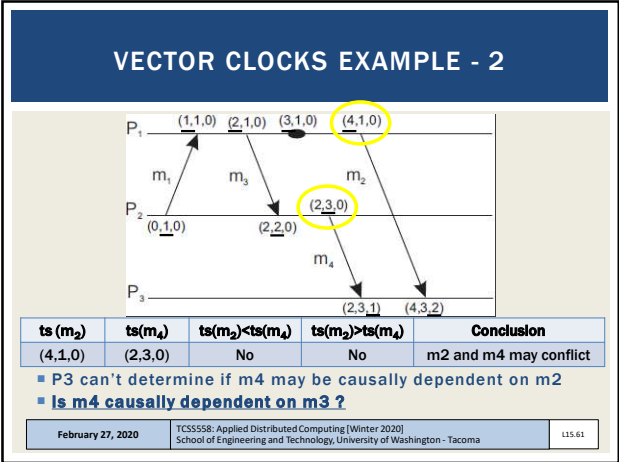 VECTOR CLOCKS EXAMPLE - 2
(1,1,0) (2,1,0) (3,1,0) (4,1,0)
P1
m1 m3 m2
P2 (2,3,0)
(0,1,0) (2,2,0)
m4
P3
(2,3,1) (4,3,2)
ts (m2) ts(m4) ts(m2)<ts(m4) ts(m2)>ts(m4) Conclusion
(4,1,0) (2,3,0) No No m2 and m4 may conflict
P3 can't determine if m4 may be causally dependent on m2
Is m4 causally dependent on m3 ?
February 27, 2020
TCSS558: Applied Distributed Computing [Winter 2020]
School of Engineering and Technology, University of Washington - Tacoma
L15.61